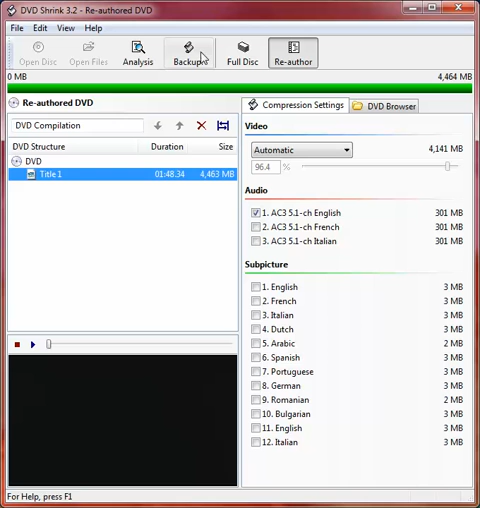 DVD Shrink 3.2 - Re-authored DVD
File Edit View Help
Open Disc Open Files Analysis Backup! Full Disc Re-author
0 MB 4,464 MB
Re-authored DVD
DVD Compilation
DVD Structure Duration Size
DVD
Title 1 01:48.34 4,463 MB
Compression Settings DVD Browser
Video
Automatic 4,141 MB
96.4 %
Audio
1. AC3 5.1-ch English 301 MB
2. AC3 5.1-ch French 301 MB
3. AC3 5.1-ch Italian 301 MB
Subpicture
1. English 3 MB
2. French 3 MB
3. Italian 3 MB
4. Dutch 3 MB
5. Arabic 2 MB
6. Spanish 3 MB
7. Portuguese 3 MB
8. German 3 MB
9. Romanian 2 MB
10. Bulgarian 3 MB
11. English 3 MB
12. Italian 3 MB
For Help, press F1